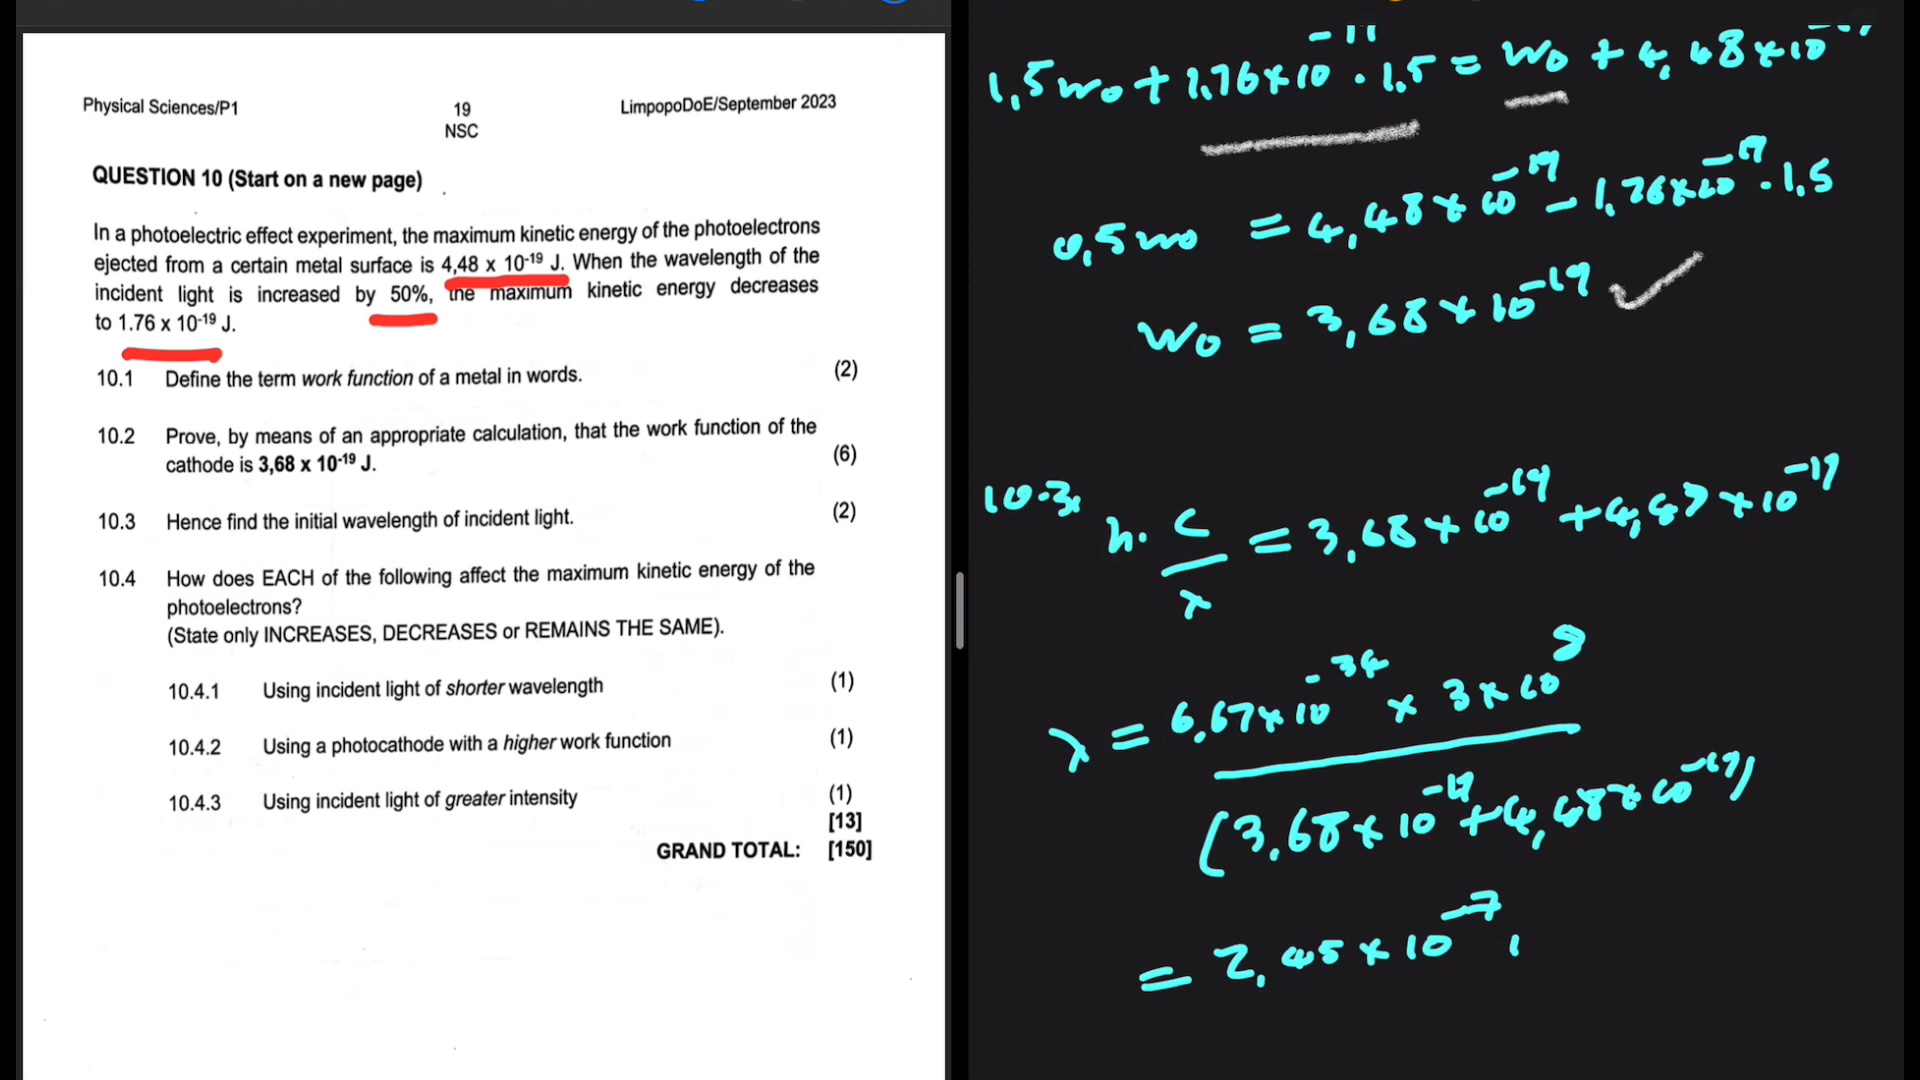 Physical Sciences/P1 19 LimpopoDoE/September 2023
NSC
QUESTION 10 (Start on a new page)
In a photoelectric effect experiment, the maximum kinetic energy of the photoelectrons
ejected from a certain metal surface is 4,48 x 10⁻¹⁹ J. When the wavelength of the
incident light is increased by 50%, the maximum kinetic energy decreases
to 1.76 x 10⁻¹⁹ J.
10.1 Define the term work function of a metal in words. (2)
10.2 Prove, by means of an appropriate calculation, that the work function of the
cathode is 3,68 x 10⁻¹⁹ J. (6)
10.3 Hence find the initial wavelength of incident light. (2)
10.4 How does EACH of the following affect the maximum kinetic energy of the
photoelectrons?
(State only INCREASES, DECREASES or REMAINS THE SAME).
10.4.1 Using incident light of shorter wavelength (1)
10.4.2 Using a photocathode with a higher work function (1)
10.4.3 Using incident light of greater intensity (1)
[13]
GRAND TOTAL: [150]
1,5w₀ + 1,76×10 · 1.5 = w₀ + 4,48×10
0,5w₀ = 4,48×10⁻¹⁹ − 1,76×10⁻¹⁹ · 1.5
w₀ = 3,68×10⁻¹⁹
10.3. h. c/λ = 3,68×10⁻¹⁹ + 4,48×10⁻¹⁹
λ = 6,67×10⁻³⁴ × 3×10⁸
(3,68×10⁻¹⁹+4,48×10⁻¹⁹)
= 2,45×10⁻⁷